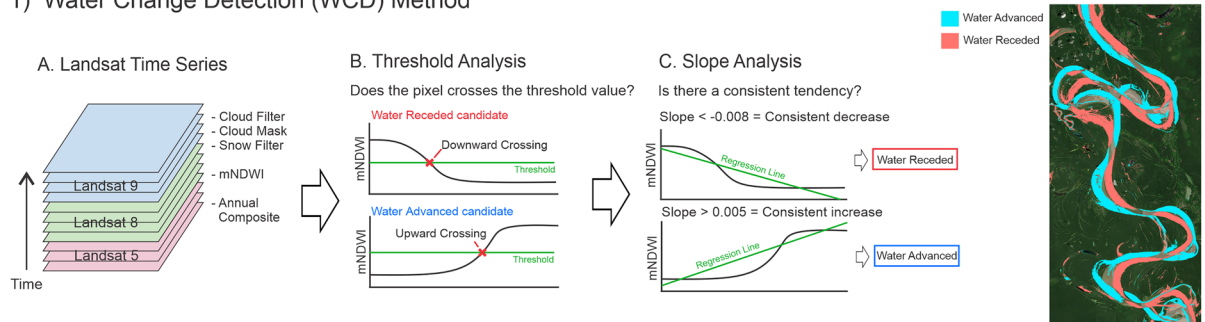 1) Water Change Detection (WCD) Method
Water Advanced
Water Receded
A. Landsat Time Series
- Cloud Filter
- Cloud Mask
- Snow Filter
- mNDWI
- Annual
Composite
Landsat 9
Landsat 8
Landsat 5
Time
B. Threshold Analysis
Does the pixel crosses the threshold value?
Water Receded candidate
Downward Crossing
Threshold
mNDWI
Water Advanced candidate
Upward Crossing
Threshold
mNDWI
C. Slope Analysis
Is there a consistent tendency?
Slope < -0.008 = Consistent decrease
Regression Line
mNDWI
Water Receded
Slope > 0.005 = Consistent increase
Regression Line
mNDWI
Water Advanced